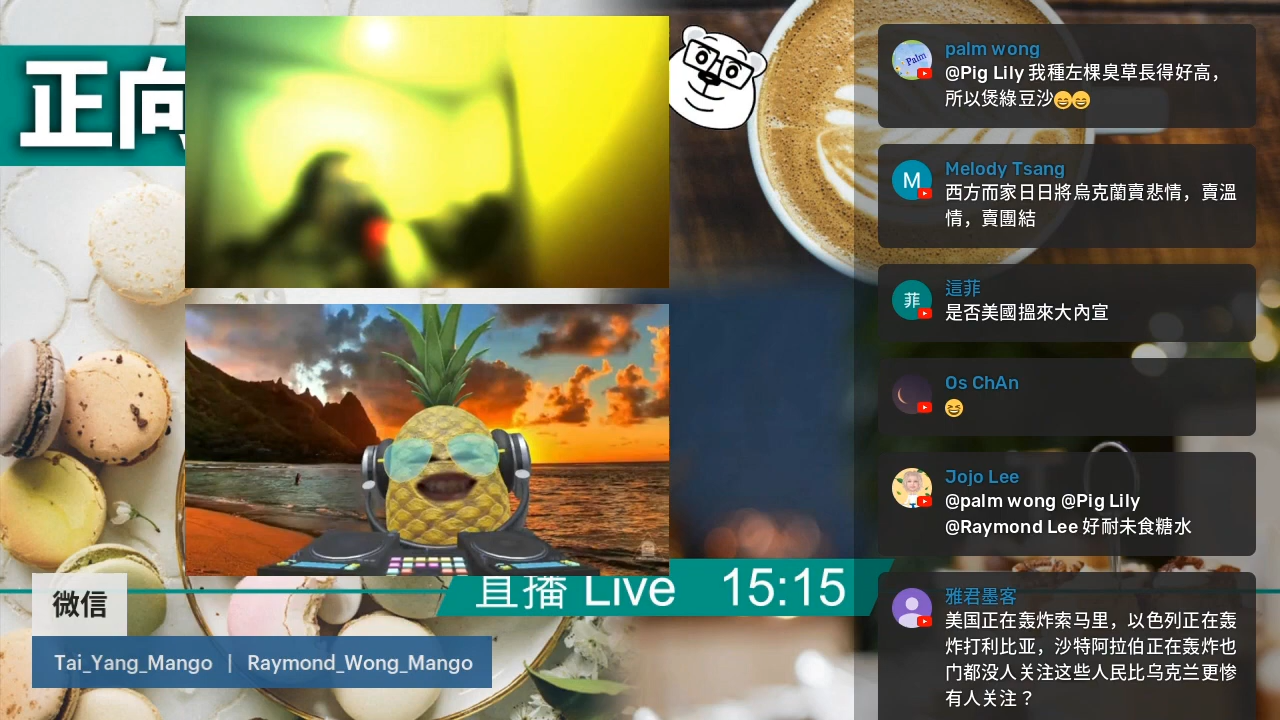 正向
palm wong
@Pig Lily 我種左棵臭草長得好高，
所以煲綠豆沙😄😄
Melody Tsang
西方而家日日將烏克蘭賣悲情，賣溫
情，賣團結
這菲
是否美國搵來大內宣
Os ChAn
😆
Jojo Lee
@palm wong @Pig Lily
@Raymond Lee 好耐未食糖水
雅君墨客
美国正在轰炸索马里，以色列正在轰
炸打利比亚，沙特阿拉伯正在轰炸也
门都没人关注这些人民比乌克兰更惨
有人关注？
Palm
M
菲
直播 Live 15:15
微信
Tai_Yang_Mango | Raymond_Wong_Mango